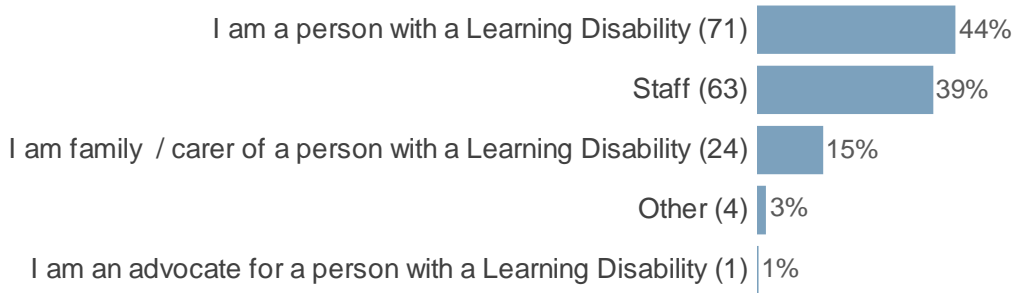 I am a person with a Learning Disability (71) 44%
Staff (63) 39%
I am family / carer of a person with a Learning Disability (24) 15%
Other (4) 3%
I am an advocate for a person with a Learning Disability (1) 1%